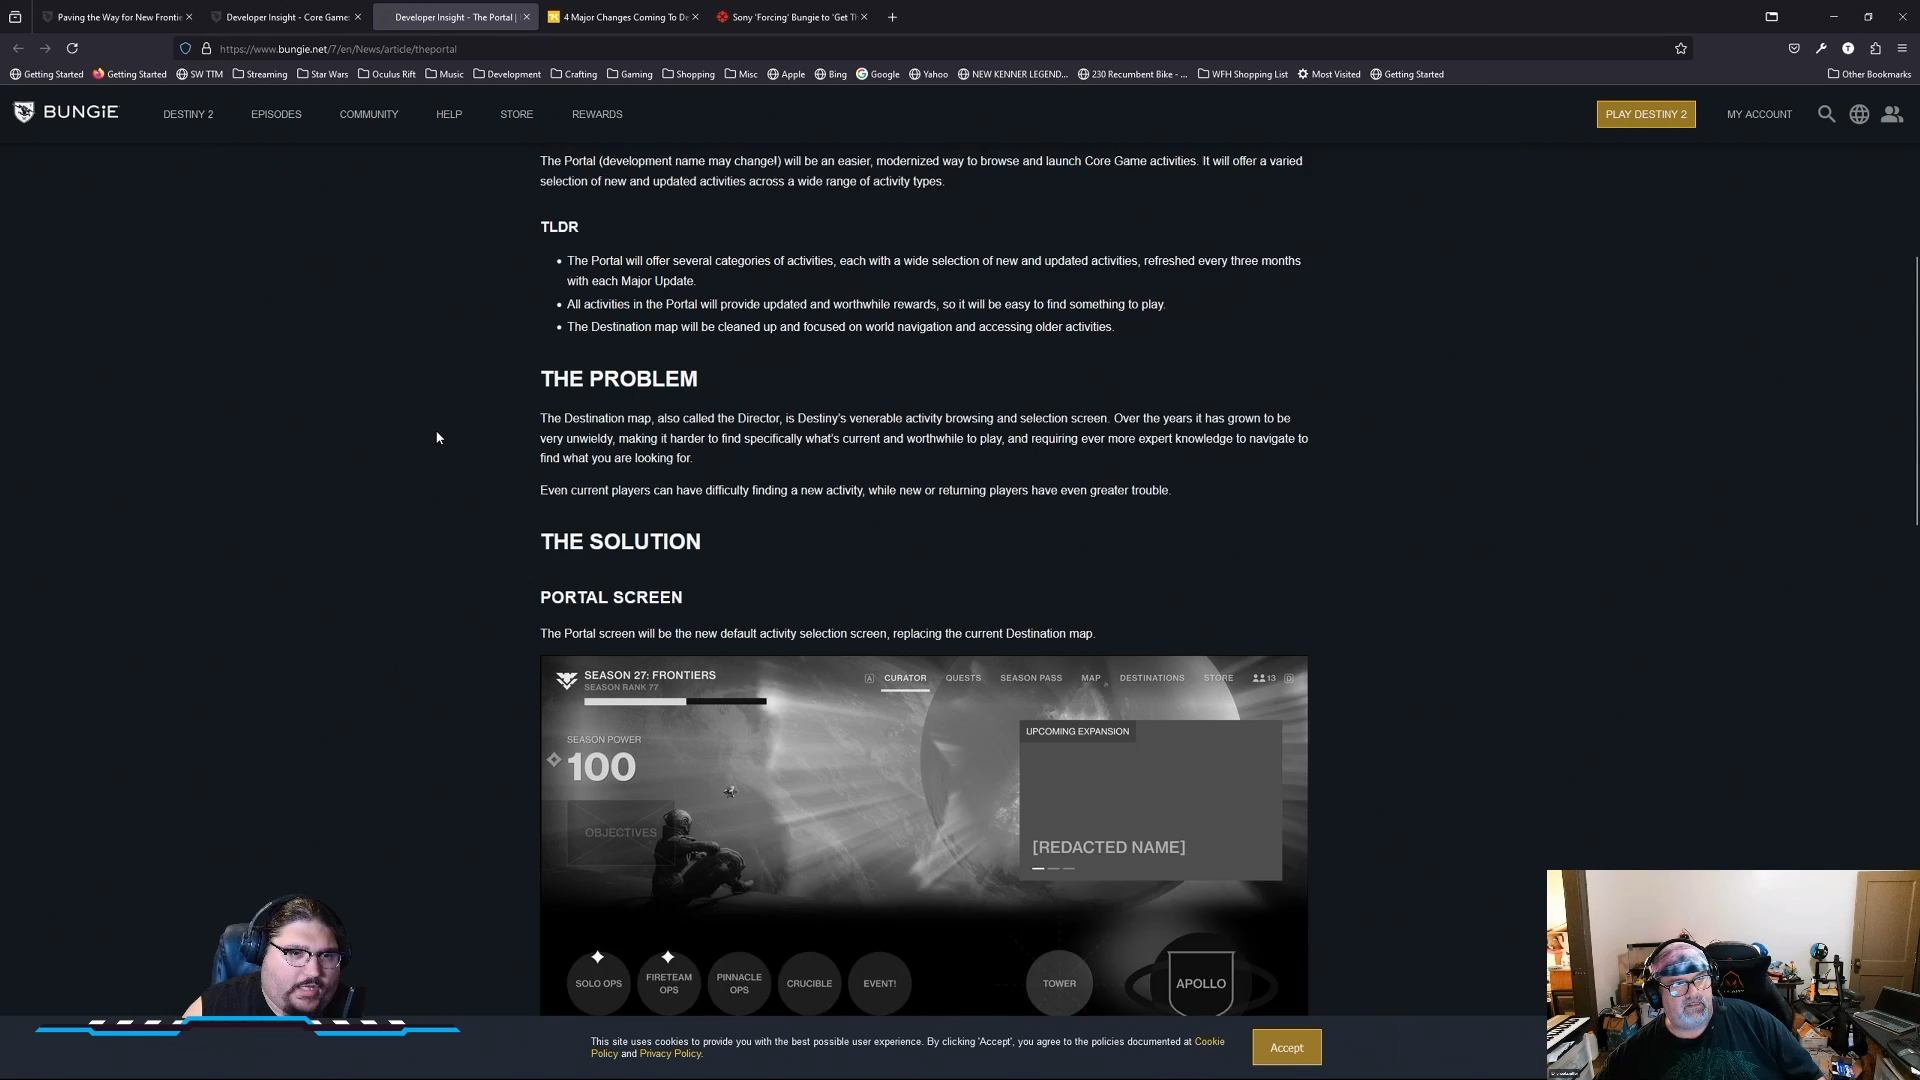 Paving the Way for New Frontie
Developer Insight - Core Game
Developer Insight - The Portal |
4 Major Changes Coming To De
Sony 'Forcing' Bungie to 'Get Th
https://www.bungie.net/7/en/News/article/theportal
Getting Started
Getting Started
SW TTM
Streaming
Star Wars
Oculus Rift
Music
Development
Crafting
Gaming
Shopping
Misc
Apple
Bing
Google
Yahoo
NEW KENNER LEGEND...
230 Recumbent Bike - ...
WFH Shopping List
Most Visited
Getting Started
Other Bookmarks
BUNGiE
DESTINY 2
EPISODES
COMMUNITY
HELP
STORE
REWARDS
PLAY DESTINY 2
MY ACCOUNT
The Portal (development name may change!) will be an easier, modernized way to browse and launch Core Game activities. It will offer a varied
selection of new and updated activities across a wide range of activity types.
TLDR
• The Portal will offer several categories of activities, each with a wide selection of new and updated activities, refreshed every three months
with each Major Update.
• All activities in the Portal will provide updated and worthwhile rewards, so it will be easy to find something to play.
• The Destination map will be cleaned up and focused on world navigation and accessing older activities.
THE PROBLEM
The Destination map, also called the Director, is Destiny's venerable activity browsing and selection screen. Over the years it has grown to be
very unwieldy, making it harder to find specifically what's current and worthwhile to play, and requiring ever more expert knowledge to navigate to
find what you are looking for.
Even current players can have difficulty finding a new activity, while new or returning players have even greater trouble.
THE SOLUTION
PORTAL SCREEN
The Portal screen will be the new default activity selection screen, replacing the current Destination map.
SEASON 27: FRONTIERS
SEASON RANK 77
A
CURATOR
QUESTS
SEASON PASS
MAP
DESTINATIONS
STORE
13
D
UPCOMING EXPANSION
SEASON POWER
100
OBJECTIVES
[REDACTED NAME]
SOLO OPS
FIRETEAM
OPS
PINNACLE
OPS
CRUCIBLE
EVENT!
TOWER
APOLLO
This site uses cookies to provide you with the best possible user experience. By clicking 'Accept', you agree to the policies documented at Cookie
Policy and Privacy Policy.
Accept